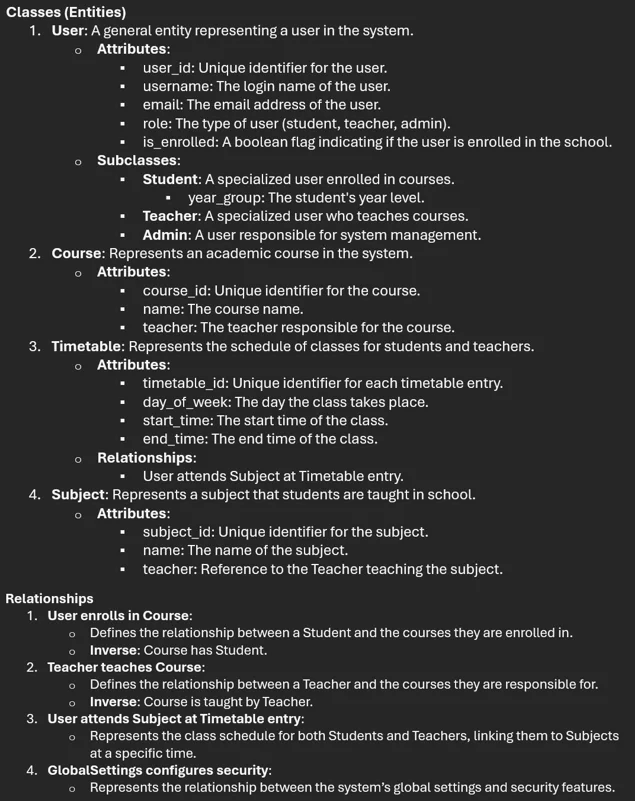 Classes (Entities)
1. User: A general entity representing a user in the system.
o Attributes:
▪ user_id: Unique identifier for the user.
▪ username: The login name of the user.
▪ email: The email address of the user.
▪ role: The type of user (student, teacher, admin).
▪ is_enrolled: A boolean flag indicating if the user is enrolled in the school.
o Subclasses:
▪ Student: A specialized user enrolled in courses.
▪ year_group: The student's year level.
▪ Teacher: A specialized user who teaches courses.
▪ Admin: A user responsible for system management.
2. Course: Represents an academic course in the system.
o Attributes:
▪ course_id: Unique identifier for the course.
▪ name: The course name.
▪ teacher: The teacher responsible for the course.
3. Timetable: Represents the schedule of classes for students and teachers.
o Attributes:
▪ timetable_id: Unique identifier for each timetable entry.
▪ day_of_week: The day the class takes place.
▪ start_time: The start time of the class.
▪ end_time: The end time of the class.
o Relationships:
▪ User attends Subject at Timetable entry.
4. Subject: Represents a subject that students are taught in school.
o Attributes:
▪ subject_id: Unique identifier for the subject.
▪ name: The name of the subject.
▪ teacher: Reference to the Teacher teaching the subject.
Relationships
1. User enrolls in Course:
o Defines the relationship between a Student and the courses they are enrolled in.
o Inverse: Course has Student.
2. Teacher teaches Course:
o Defines the relationship between a Teacher and the courses they are responsible for.
o Inverse: Course is taught by Teacher.
3. User attends Subject at Timetable entry:
o Represents the class schedule for both Students and Teachers, linking them to Subjects
at a specific time.
4. GlobalSettings configures security:
o Represents the relationship between the system's global settings and security features.